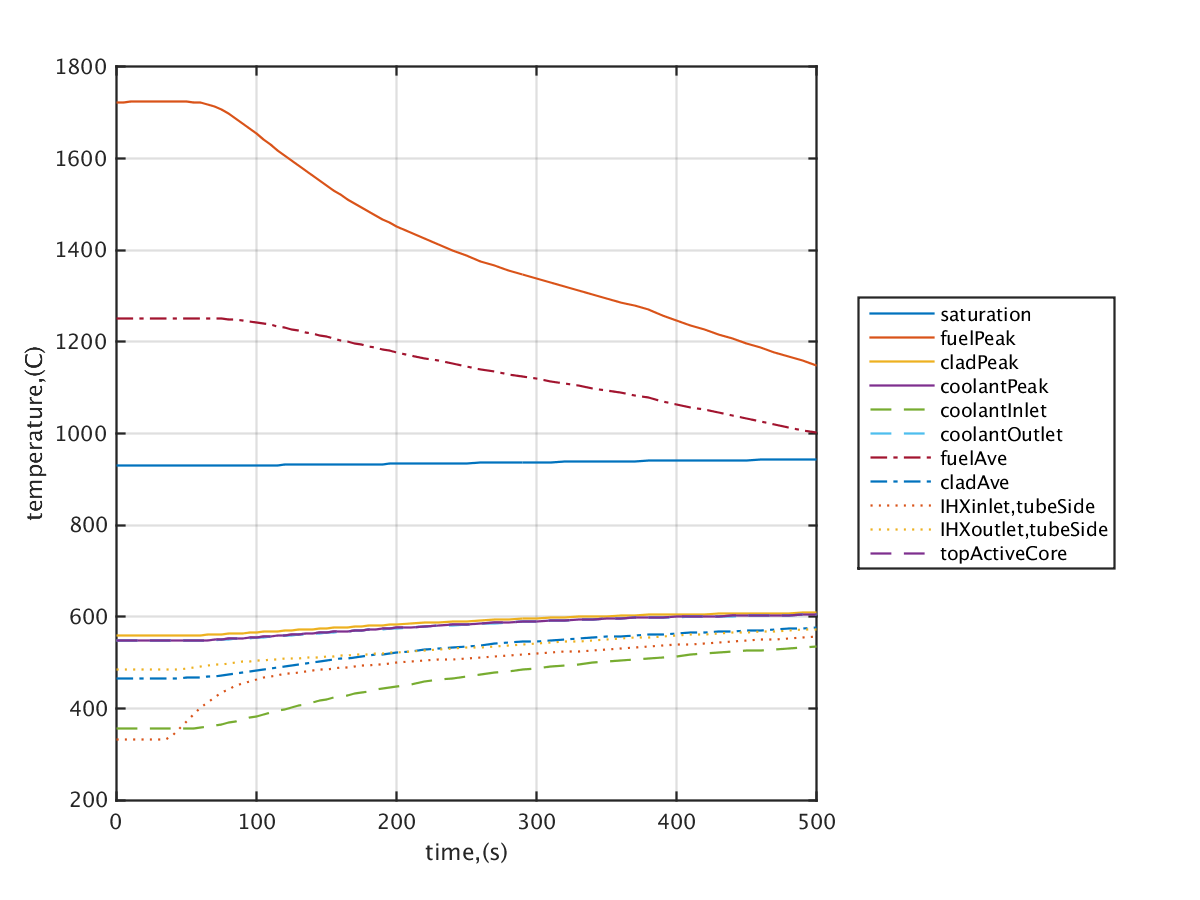 1800
1600
1400
1200
1000
800
600
400
200
temperature,(C)
0 100 200 300 400 500
time,(s)
saturation
fuelPeak
cladPeak
coolantPeak
coolantInlet
coolantOutlet
fuelAve
cladAve
IHXinlet,tubeSide
IHXoutlet,tubeSide
topActiveCore